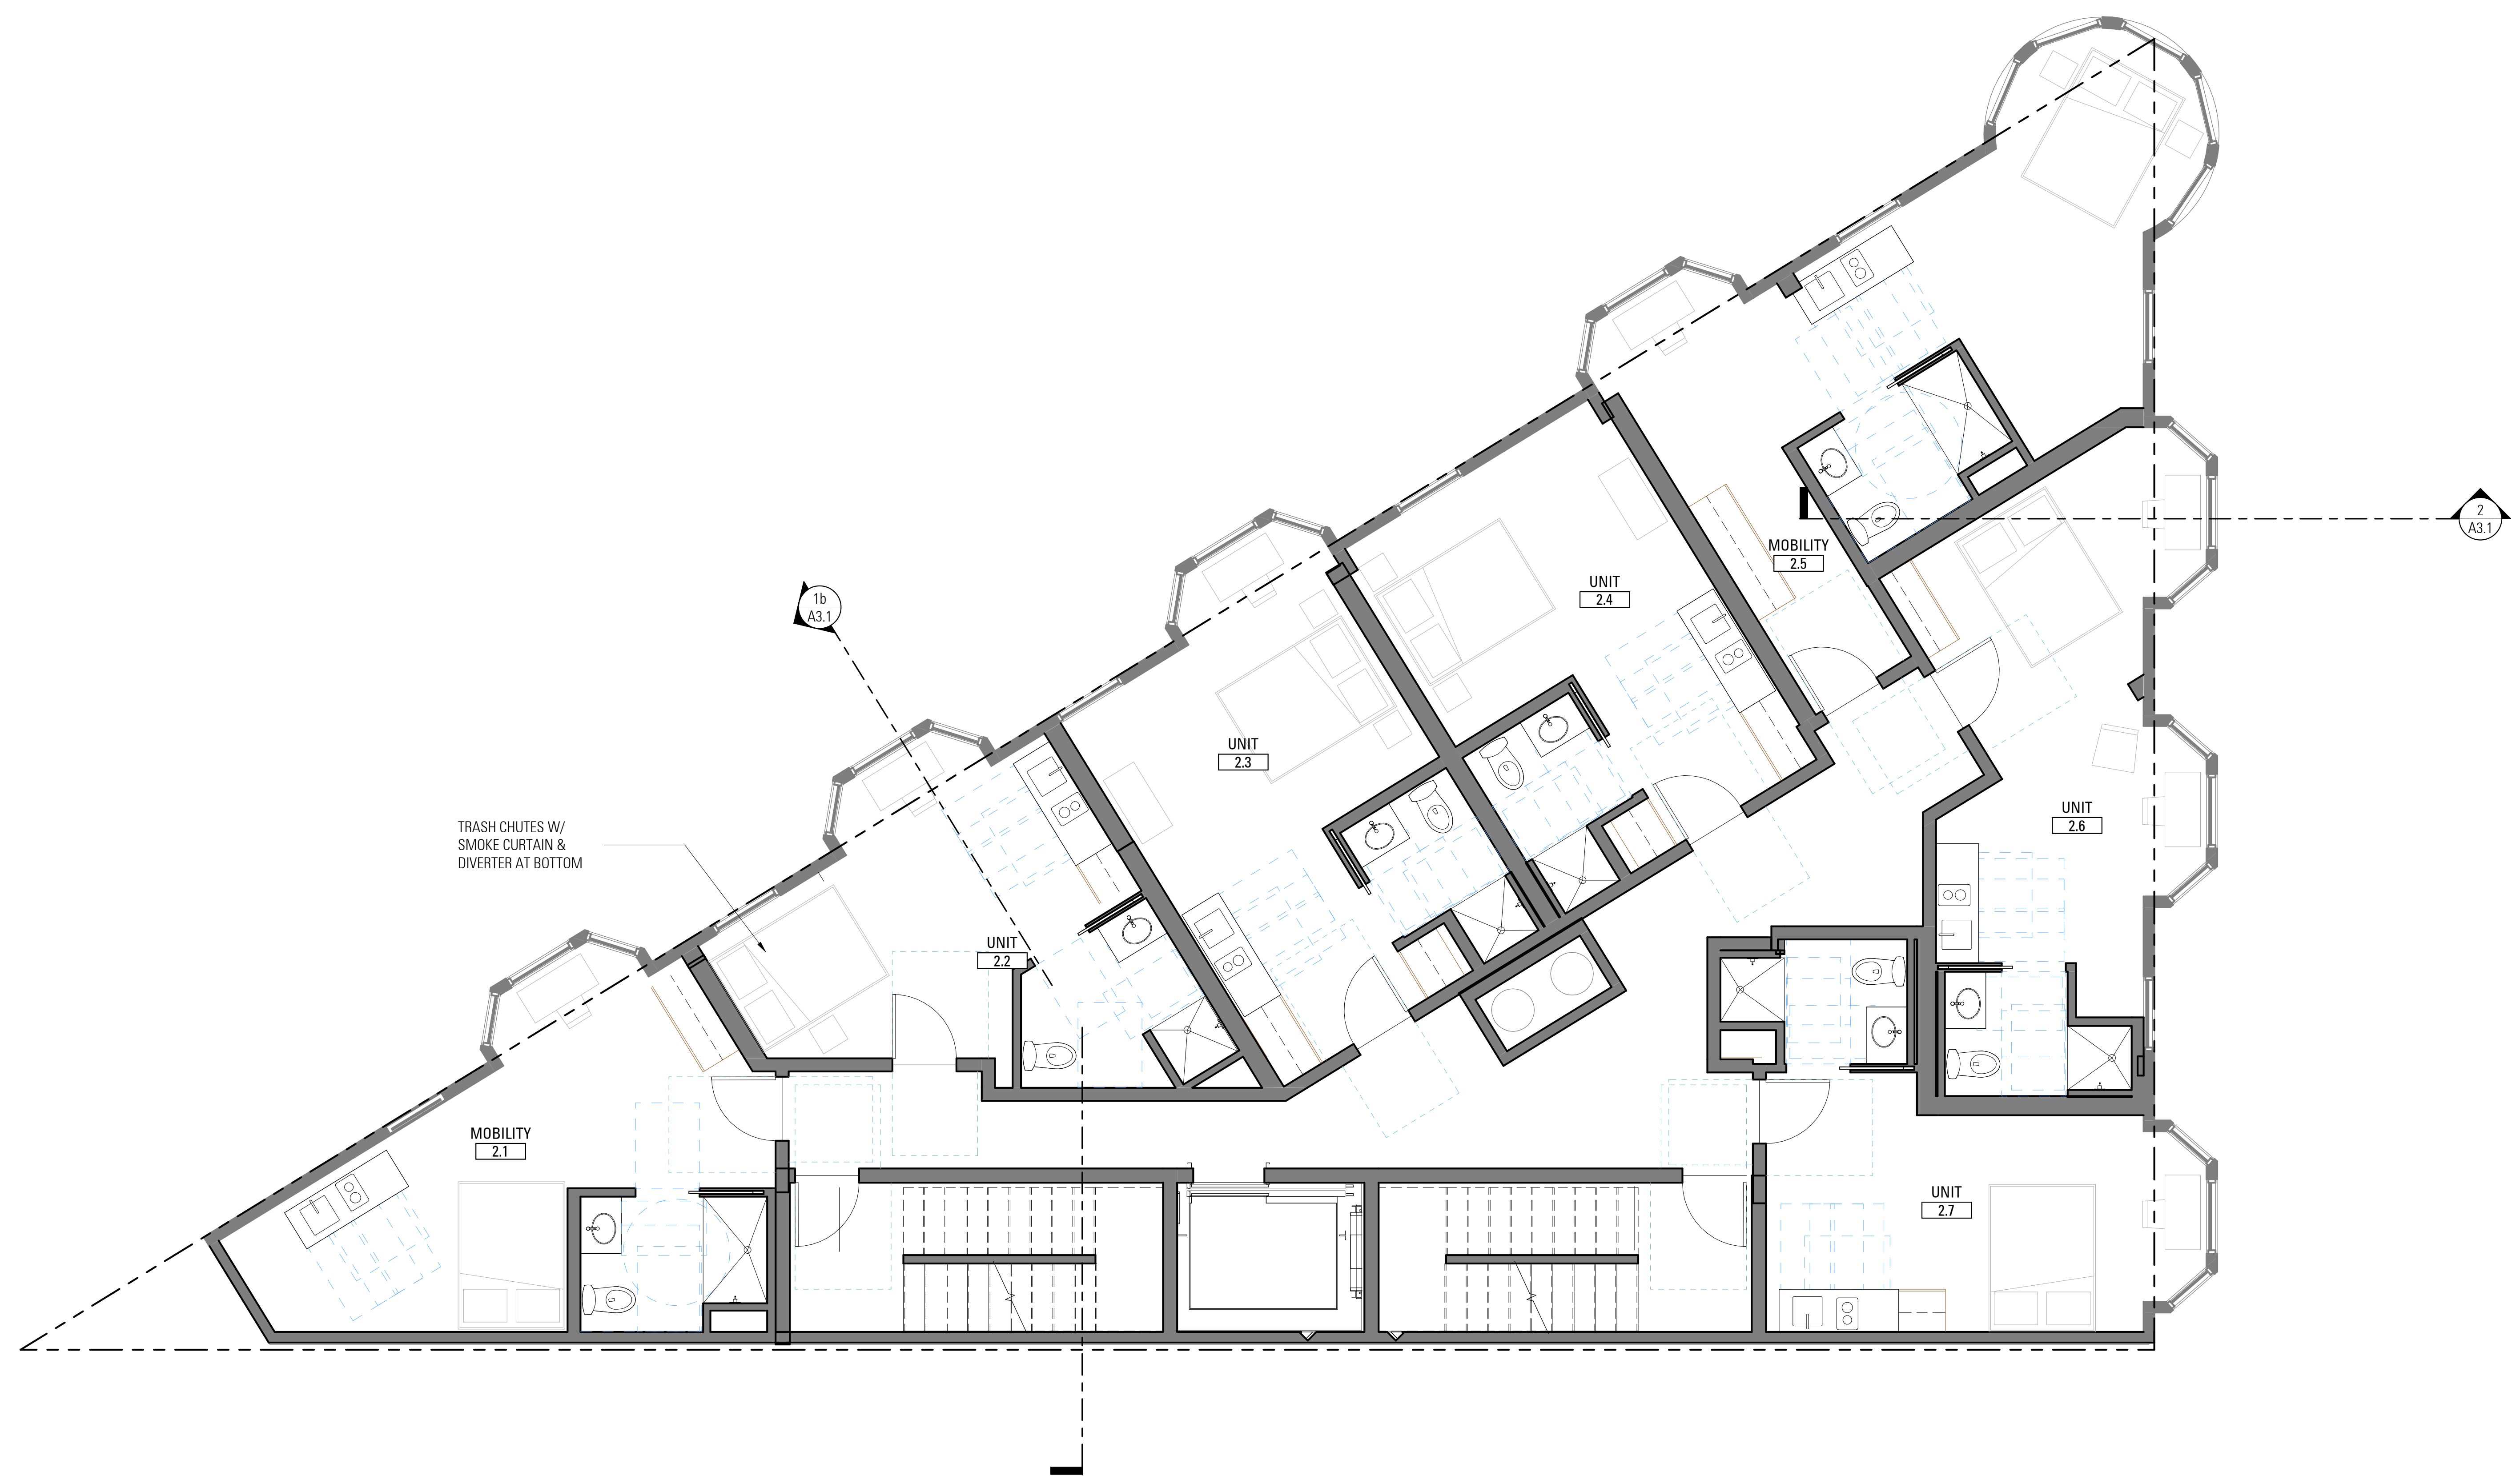 2
A3.1
MOBILITY
2.5
UNIT
2.4
1b
A3.1
UNIT
2.3
UNIT
2.6
TRASH CHUTES W/
SMOKE CURTAIN &
DIVERTER AT BOTTOM
UNIT
2.2
MOBILITY
2.1
UNIT
2.7